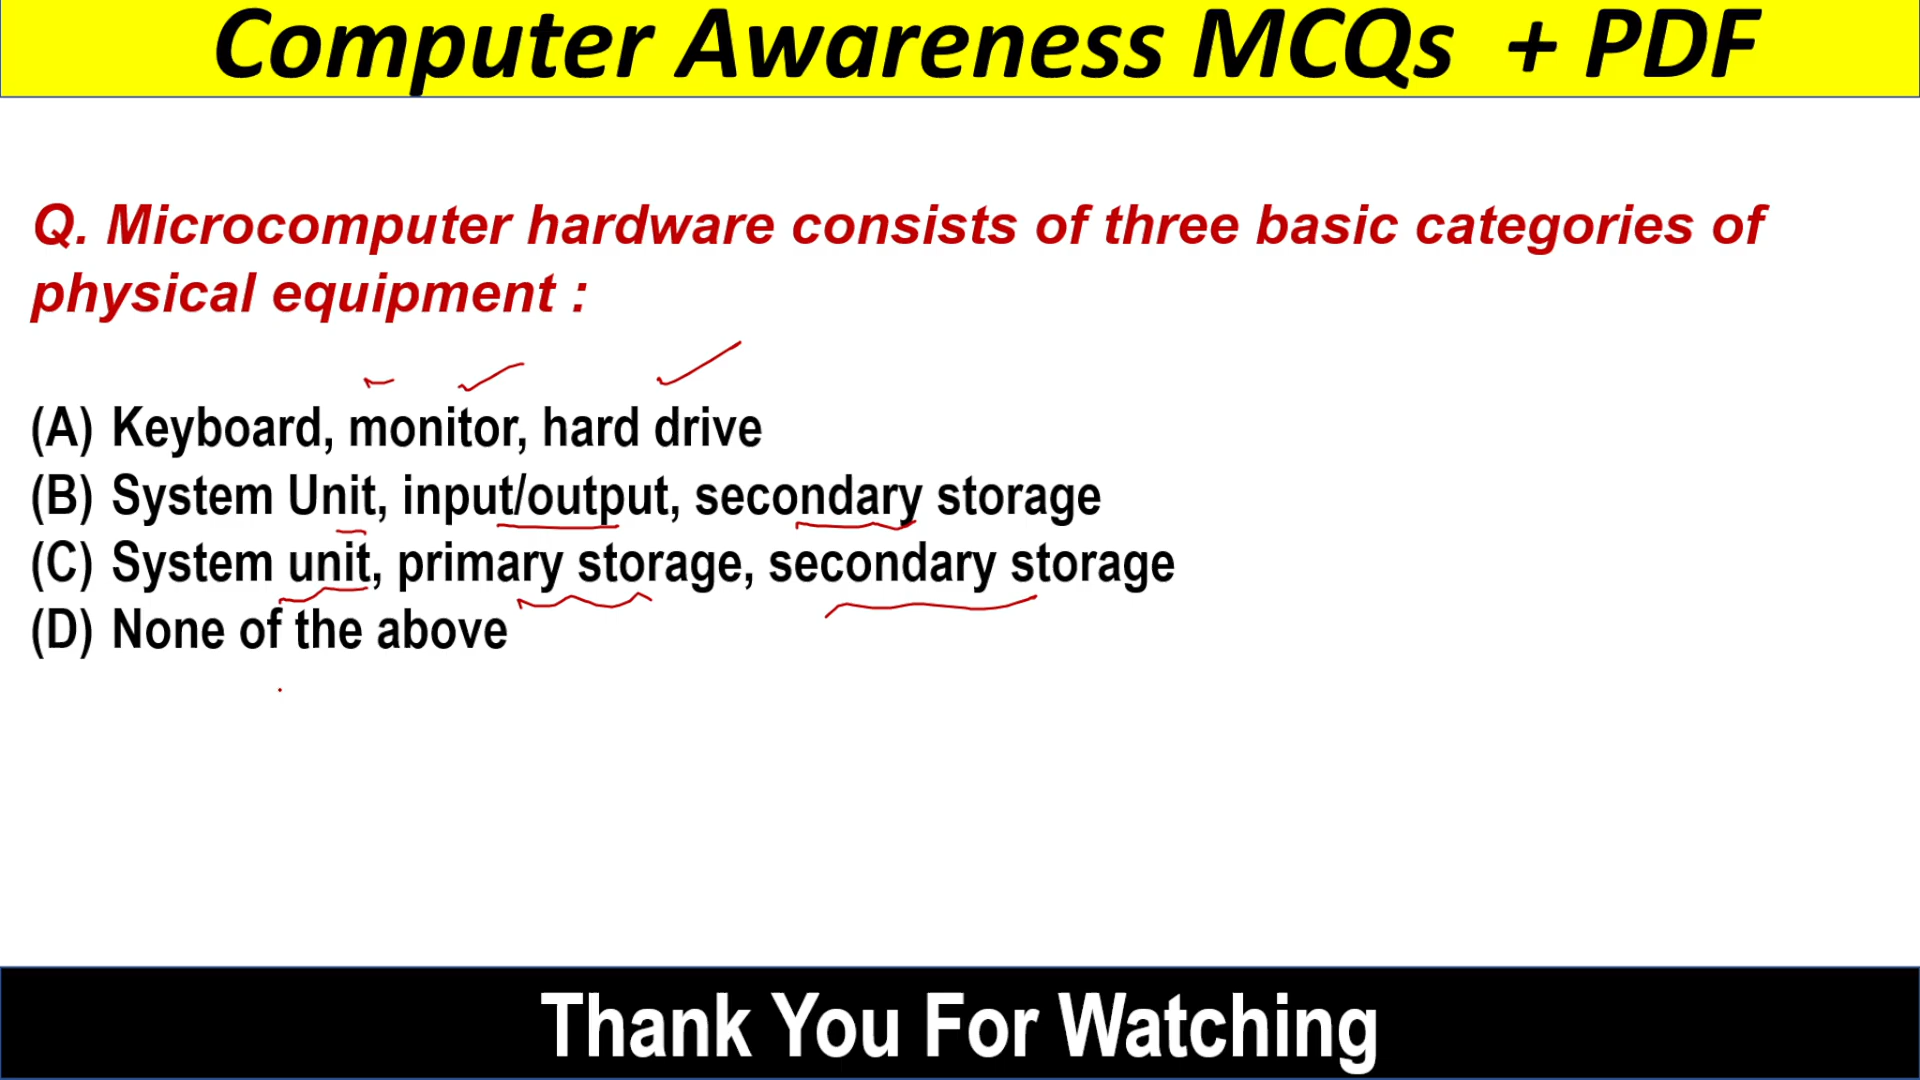 Computer Awareness MCQs + PDF
Q. Microcomputer hardware consists of three basic categories of
physical equipment :
(A) Keyboard, monitor, hard drive
(B) System Unit, input/output, secondary storage
(C) System unit, primary storage, secondary storage
(D) None of the above
Thank You For Watching